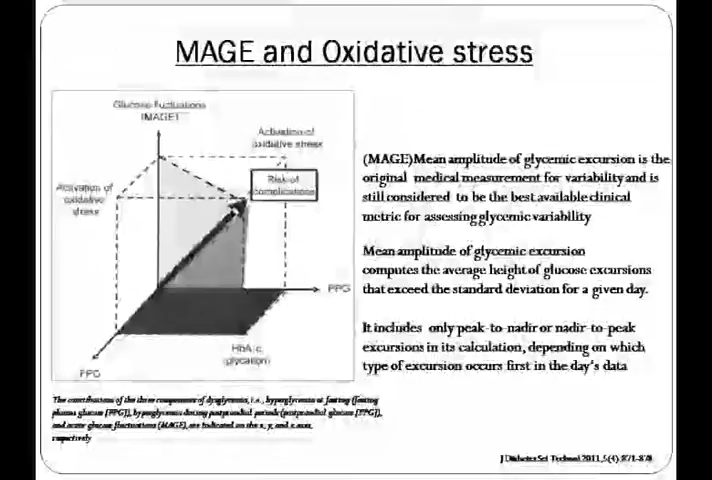 MAGE and Oxidative stress
Glucose fluctuations
(MAGE)
Activation of
oxidative stress
Risk of
complications
Activation of
oxidative
stress
PPG
HbA1c
(glycation)
FPG
(MAGE)Mean amplitude of glycemic excursion is the
original medical measurement for variability and is
still considered to be the best available clinical
metric for assessing glycemic variability
Mean amplitude of glycemic excursion
computes the average height of glucose excursions
that exceed the standard deviation for a given day.
It includes only peak-to-nadir or nadir-to-peak
excursions in its calculation, depending on which
type of excursion occurs first in the day's data
The contributions of the three components of dysglycemia, i.e., hyperglycemia at fasting (fasting
plasma glucose [FPG]), hyperglycemia during postprandial periods (postprandial glucose [PPG]),
and acute glucose fluctuations (MAGE), are indicated on the x, y, and z axes,
respectively
J Diabetes Sci Technol 2011,5(4):871-878